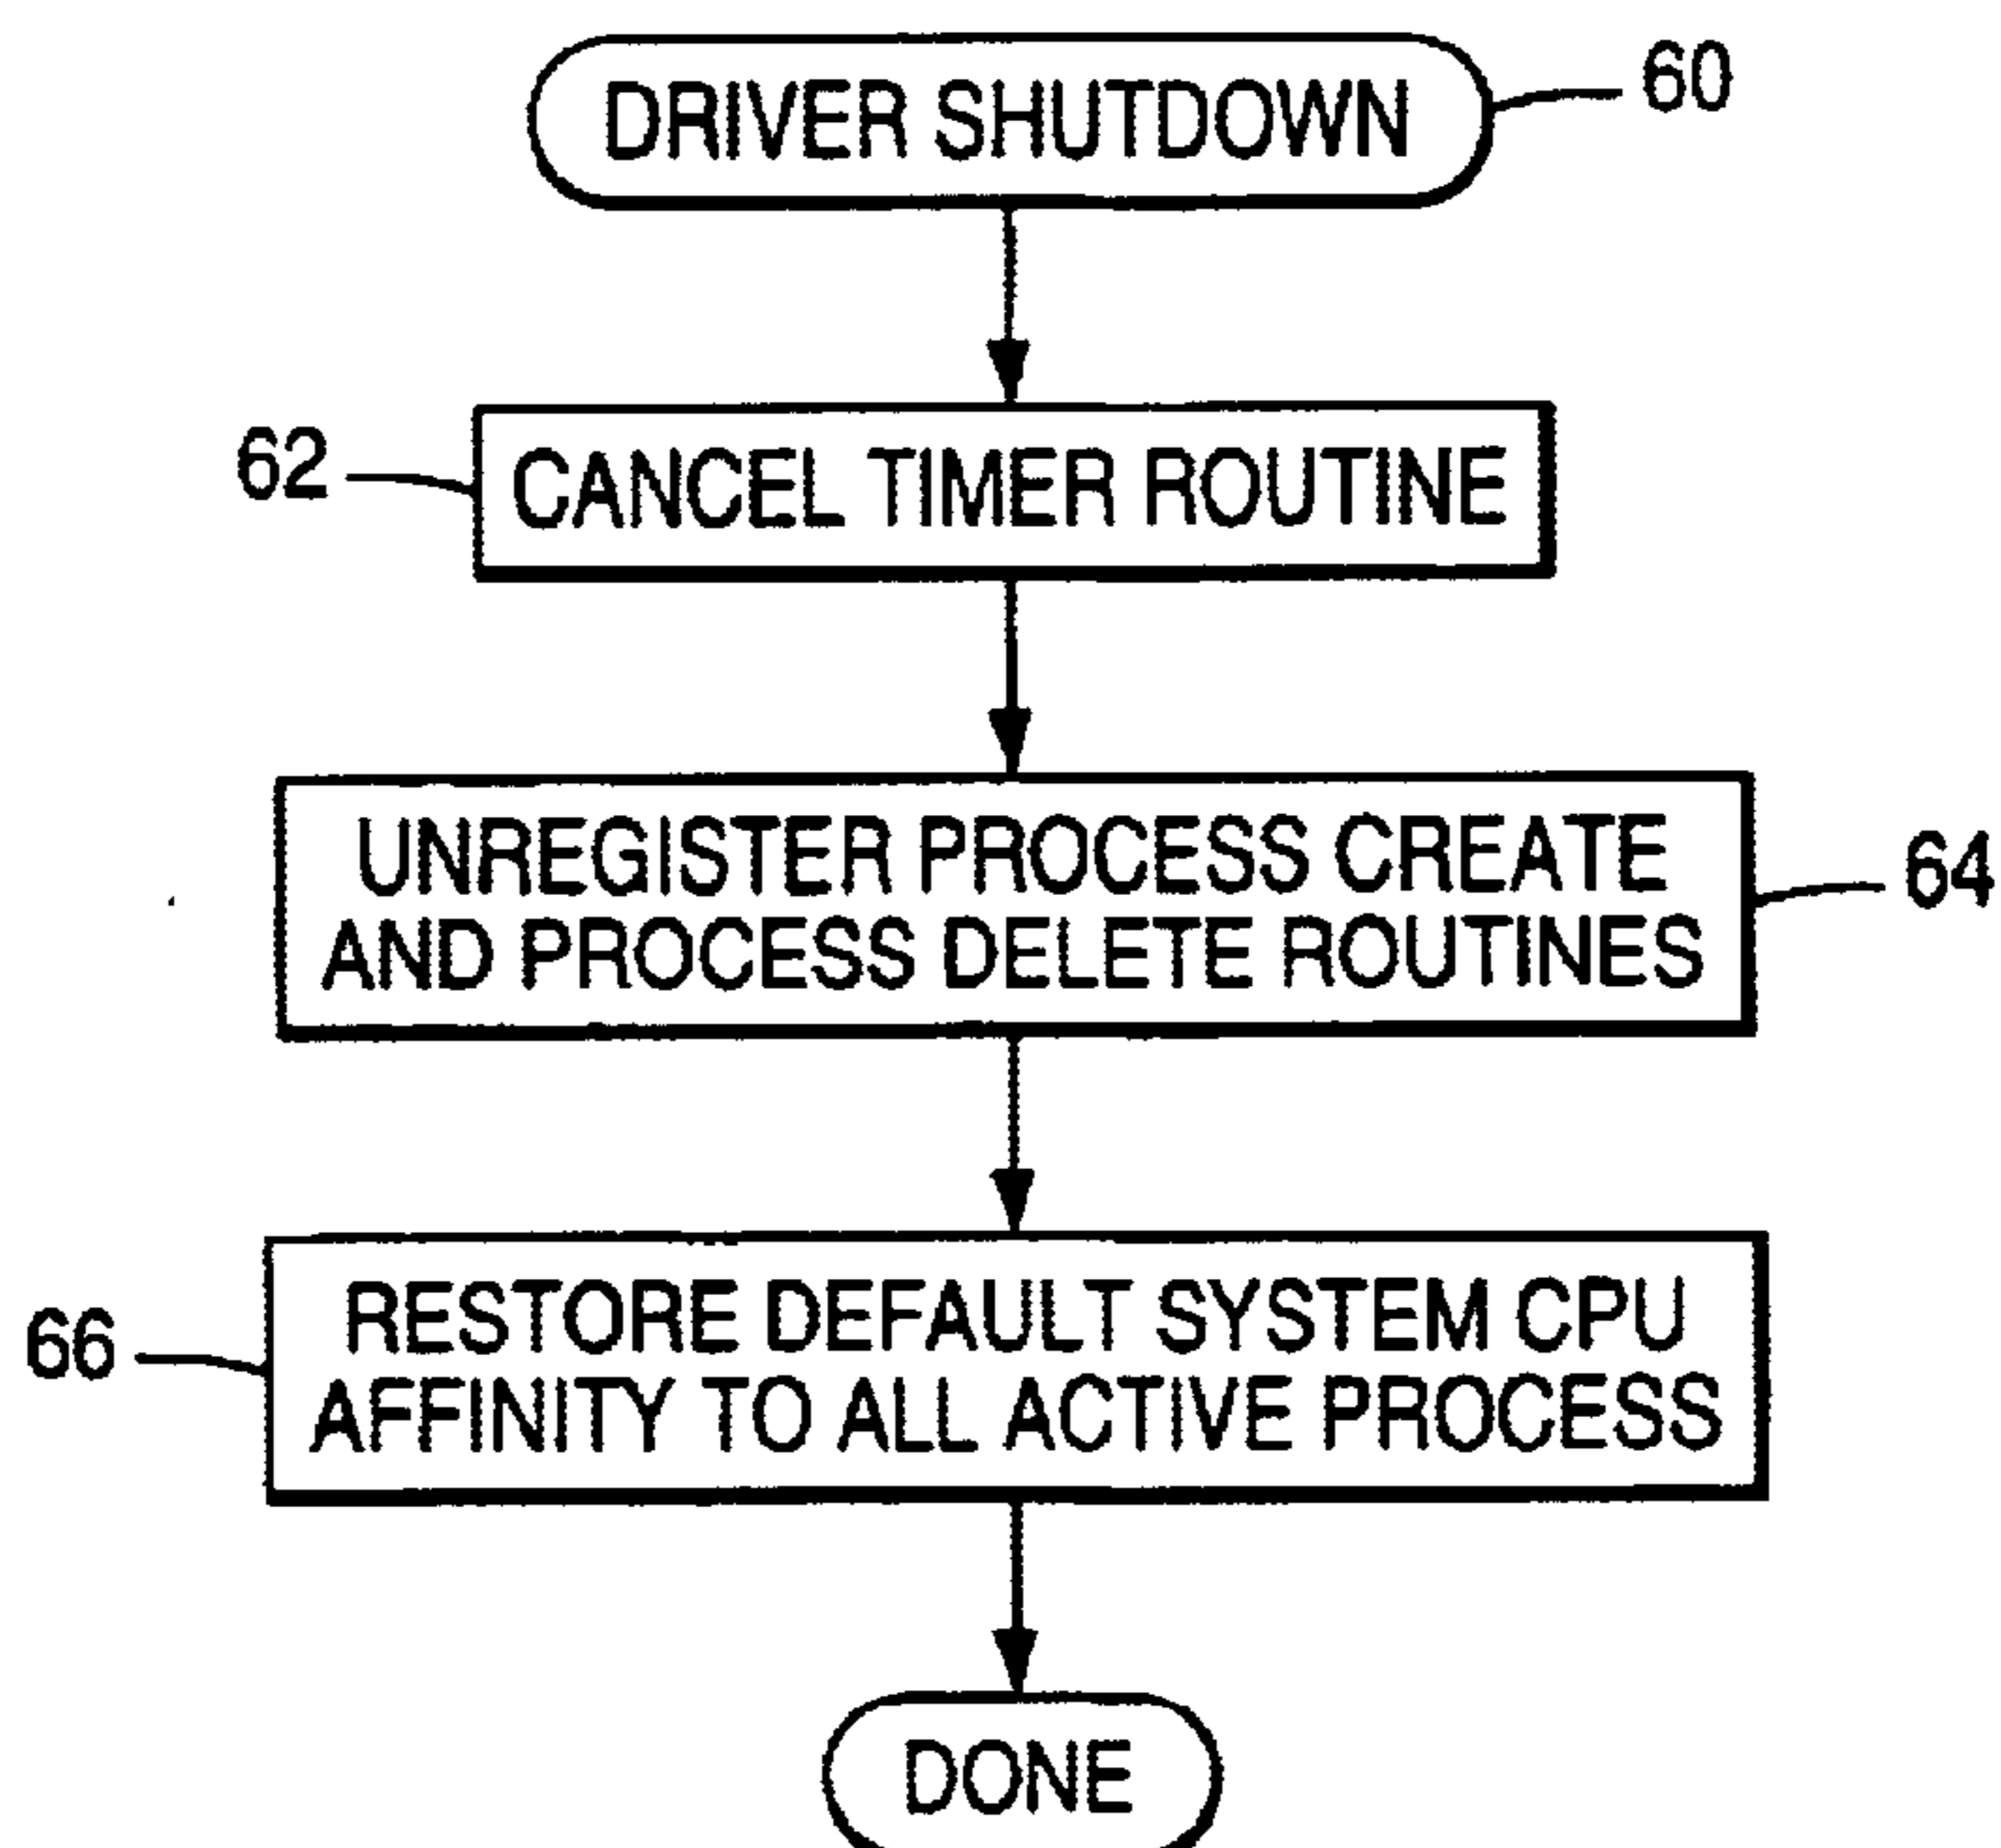 DRIVER SHUTDOWN
60
62
CANCEL TIMER ROUTINE
UNREGISTER PROCESS CREATE
AND PROCESS DELETE ROUTINES
64
66
RESTORE DEFAULT SYSTEM CPU
AFFINITY TO ALL ACTIVE PROCESS
DONE